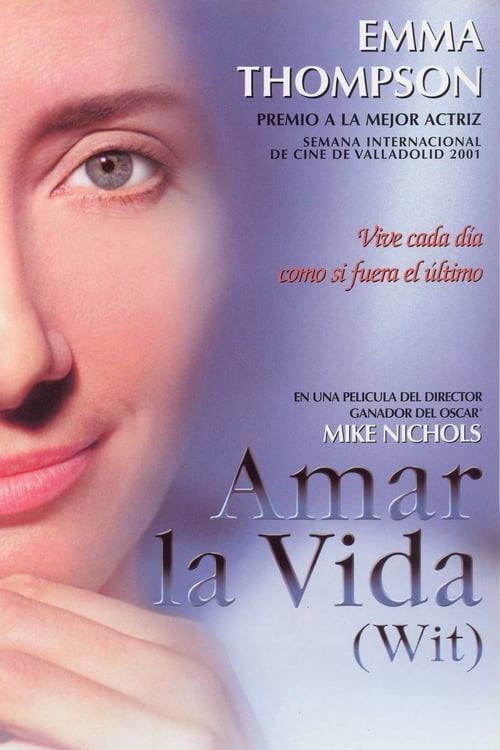 EMMA
THOMPSON
PREMIO A LA MEJOR ACTRIZ
SEMANA INTERNACIONAL
DE CINE DE VALLADOLID 2001
Vive cada día
como si fuera el último
EN UNA PELICULA DEL DIRECTOR
GANADOR DEL OSCAR®
MIKE NICHOLS
Amar
la Vida
(Wit)